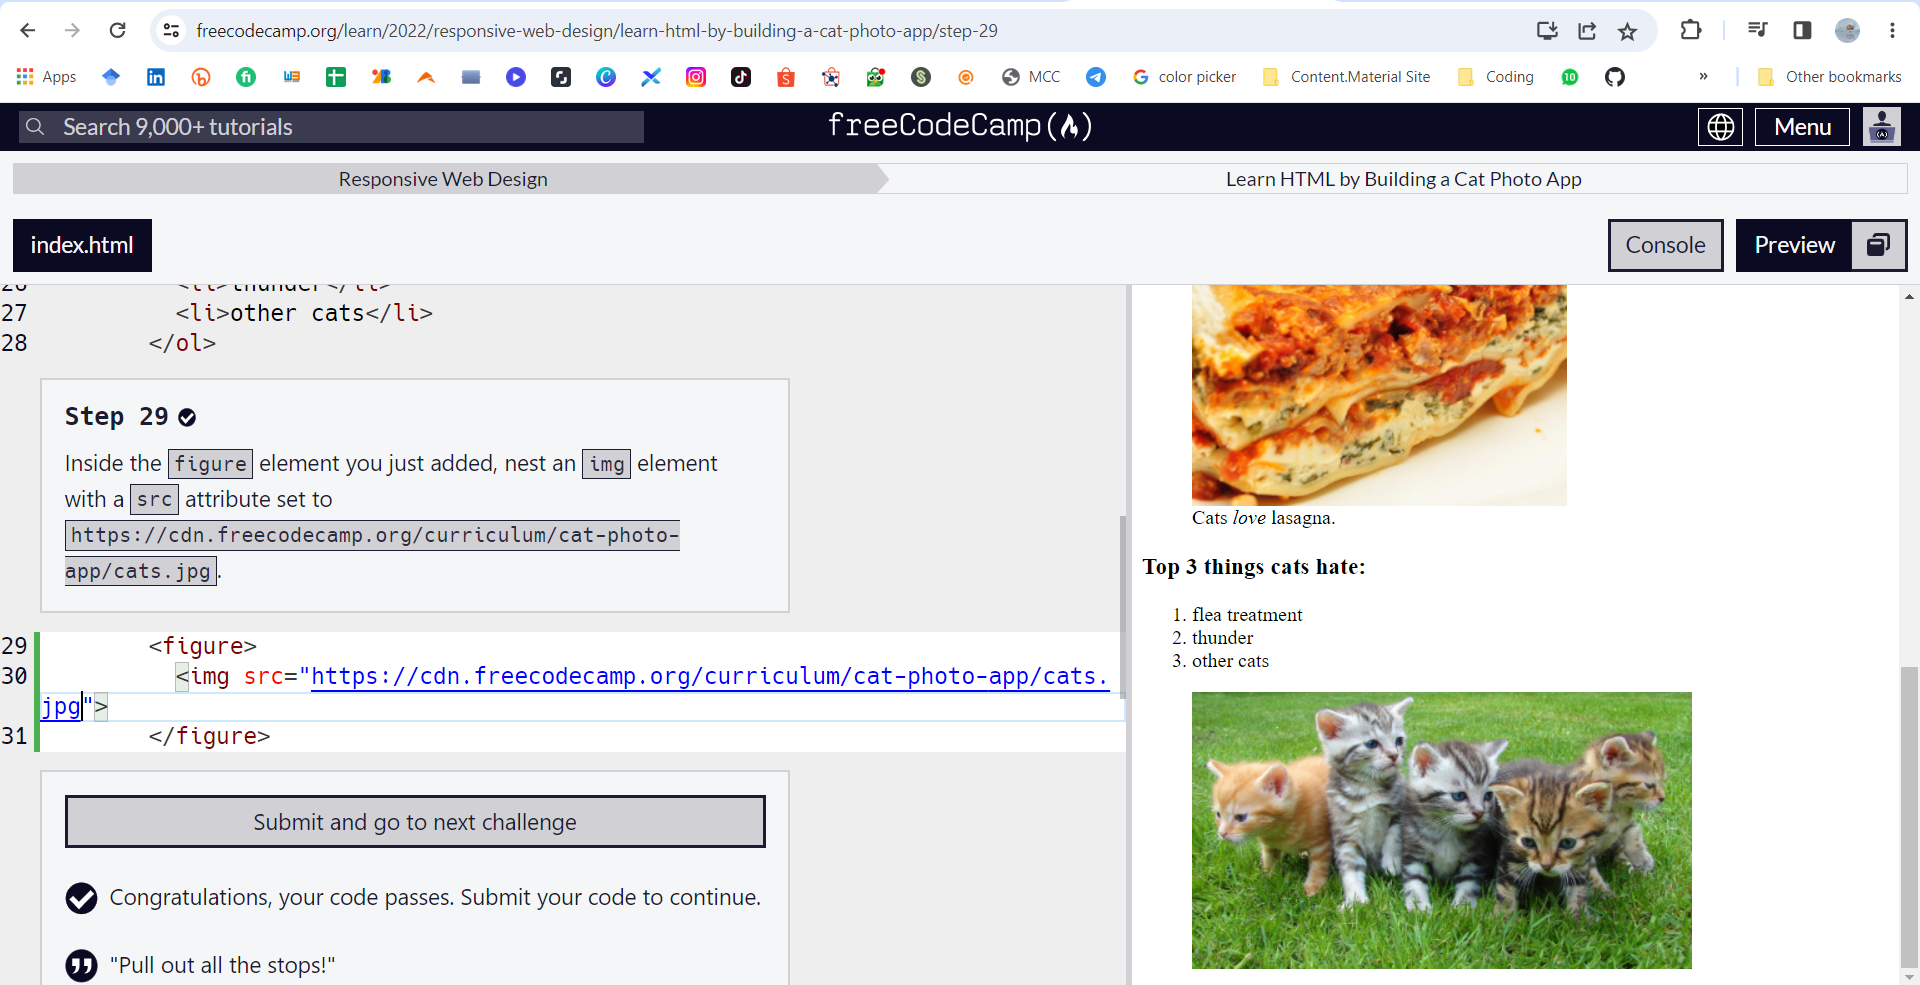 freecodecamp.org/learn/2022/responsive-web-design/learn-html-by-building-a-cat-photo-app/step-29
Apps
MCC
color picker
Content.Material Site
Coding
10
»
Other bookmarks
Search 9,000+ tutorials
freeCodeCamp
Menu
Responsive Web Design
Learn HTML by Building a Cat Photo App
index.html
Console
Preview
26 <li>thunder</li>
27 <li>other cats</li>
28 </ol>
Step 29
Inside the figure element you just added, nest an img element
with a src attribute set to
https://cdn.freecodecamp.org/curriculum/cat-photo-
app/cats.jpg.
29 <figure>
30 <img src="https://cdn.freecodecamp.org/curriculum/cat-photo-app/cats.
jpg">
31 </figure>
Submit and go to next challenge
Congratulations, your code passes. Submit your code to continue.
"Pull out all the stops!"
Cats love lasagna.
Top 3 things cats hate:
1. flea treatment
2. thunder
3. other cats